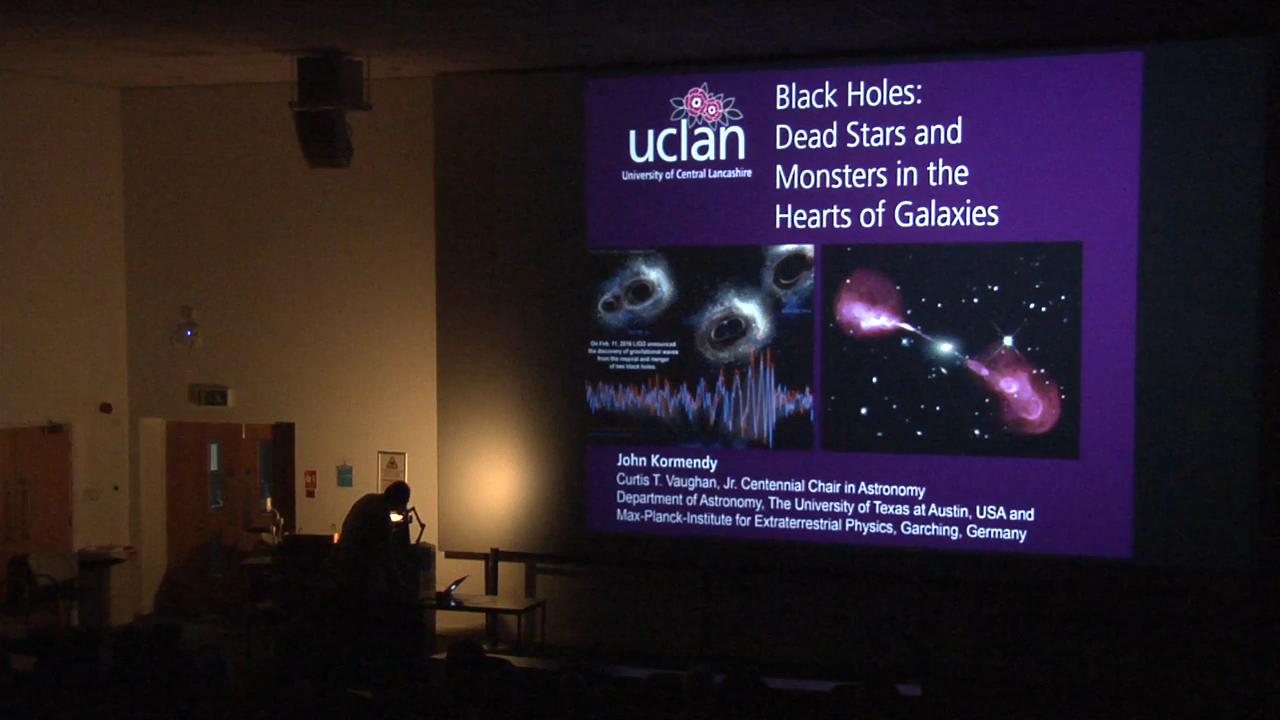 uclan
University of Central Lancashire
Black Holes:
Dead Stars and
Monsters in the
Hearts of Galaxies
On Feb. 11, 2016 LIGO announced
the discovery of gravitational waves
from the inspiral and merger
of two black holes.
John Kormendy
Curtis T. Vaughan, Jr. Centennial Chair in Astronomy
Department of Astronomy, The University of Texas at Austin, USA and
Max-Planck-Institute for Extraterrestrial Physics, Garching, Germany